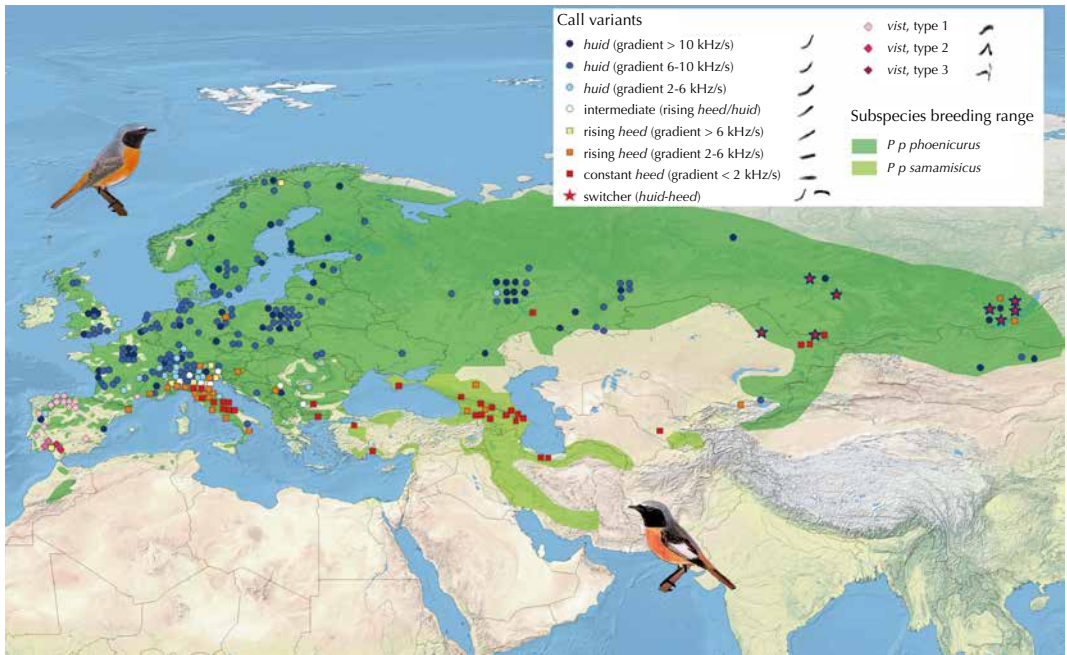 Call variants
huid (gradient > 10 kHz/s)
huid (gradient 6-10 kHz/s)
huid (gradient 2-6 kHz/s)
intermediate (rising heed/huid)
rising heed (gradient > 6 kHz/s)
rising heed (gradient 2-6 kHz/s)
constant heed (gradient < 2 kHz/s)
switcher (huid-heed)
vist, type 1
vist, type 2
vist, type 3
Subspecies breeding range
P p phoenicurus
P p samamisicus